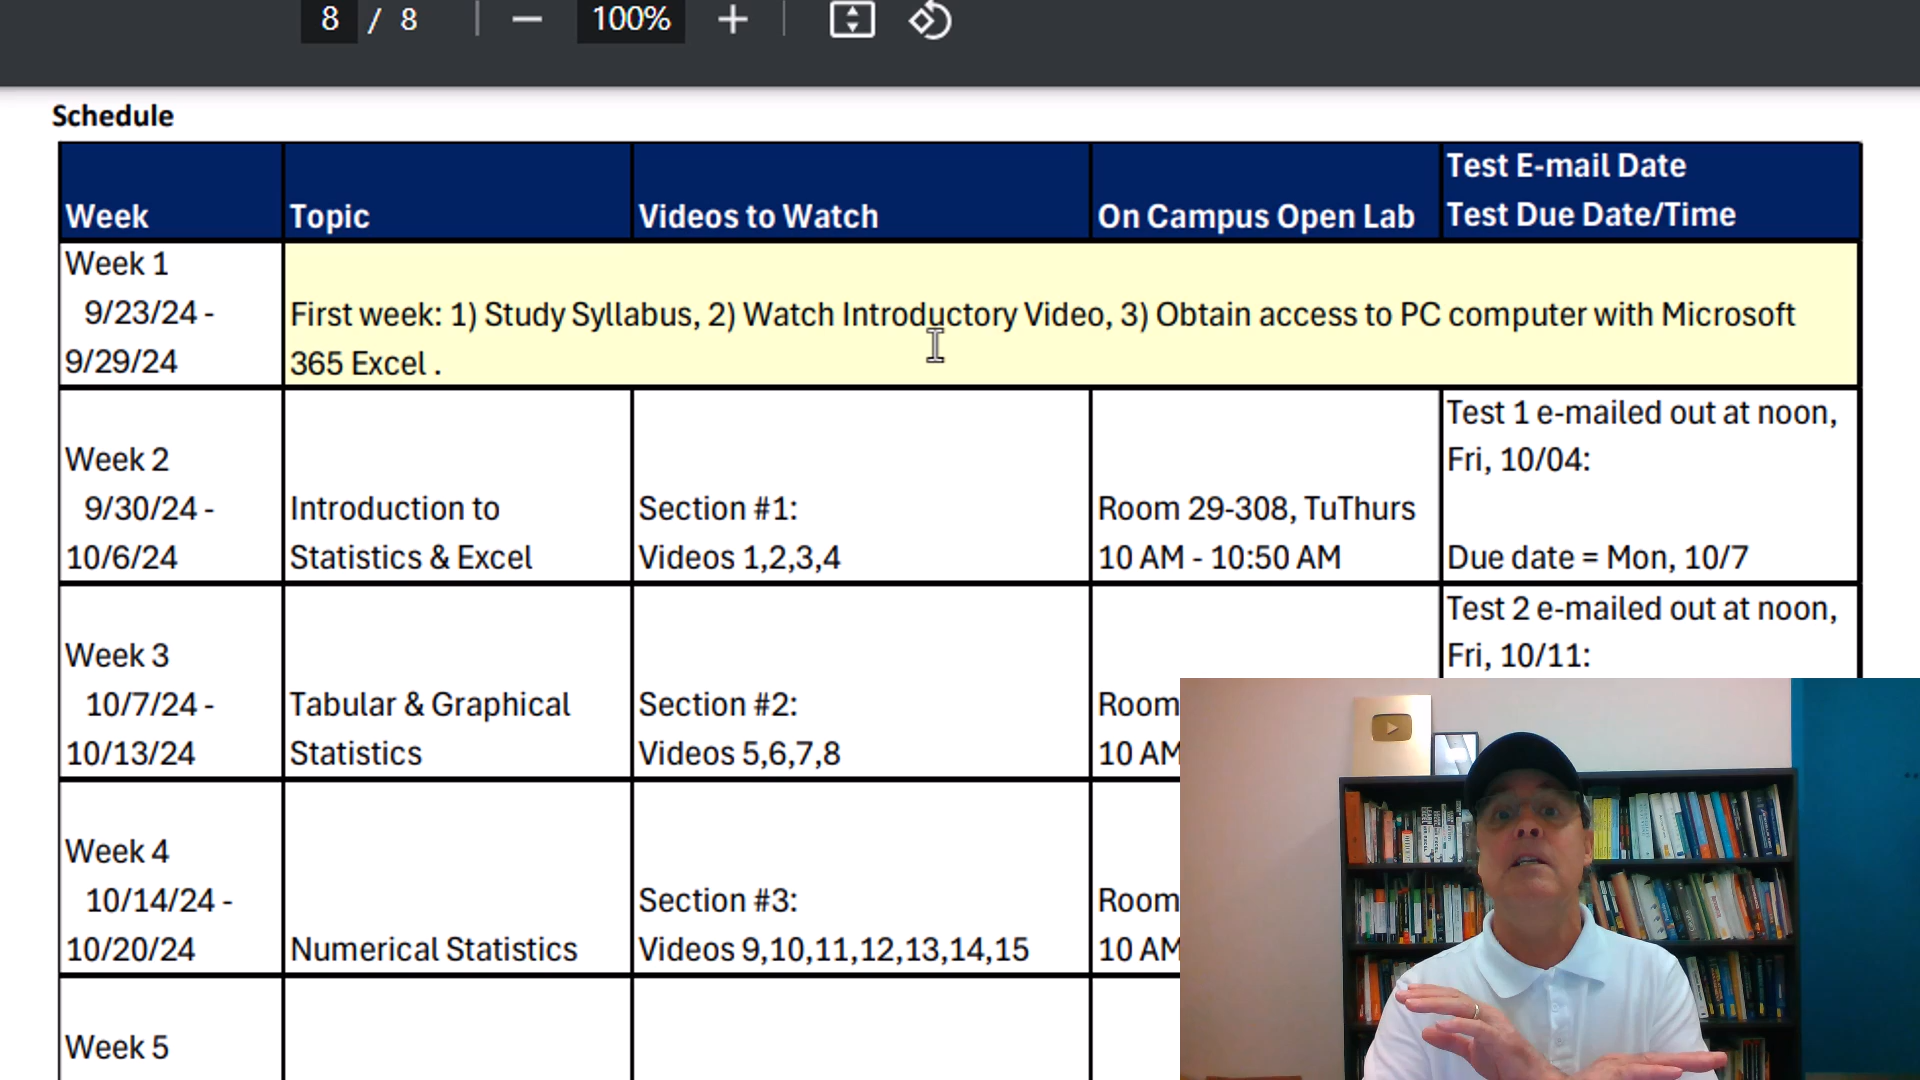 8 / 8
100%
Schedule
Week
Topic
Videos to Watch
On Campus Open Lab
Test E-mail Date
Test Due Date/Time
Week 1
9/23/24 -
9/29/24
First week: 1) Study Syllabus, 2) Watch Introductory Video, 3) Obtain access to PC computer with Microsoft
365 Excel .
Week 2
9/30/24 -
10/6/24
Introduction to
Statistics & Excel
Section #1:
Videos 1,2,3,4
Room 29-308, TuThurs
10 AM - 10:50 AM
Test 1 e-mailed out at noon,
Fri, 10/04:
Due date = Mon, 10/7
Week 3
10/7/24 -
10/13/24
Tabular & Graphical
Statistics
Section #2:
Videos 5,6,7,8
Room
10 AM
Test 2 e-mailed out at noon,
Fri, 10/11:
Week 4
10/14/24 -
10/20/24
Numerical Statistics
Section #3:
Videos 9,10,11,12,13,14,15
Room
10 AM
Week 5